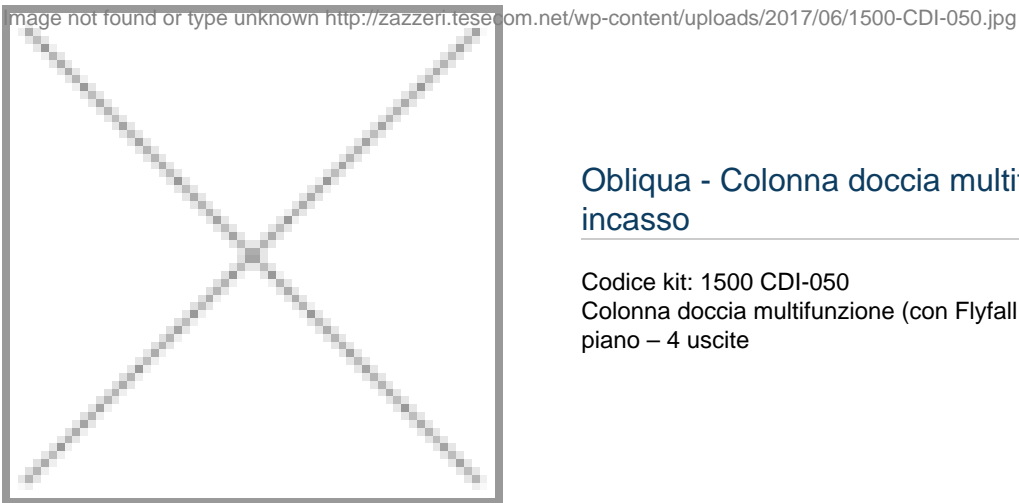 Image not found or type unknown http://zazzeri.tesecom.net/wp-content/uploads/2017/06/1500-CDI-050.jpg
Obliqua - Colonna doccia multif
incasso
Codice kit: 1500 CDI-050
Colonna doccia multifunzione (con Flyfall
piano – 4 uscite